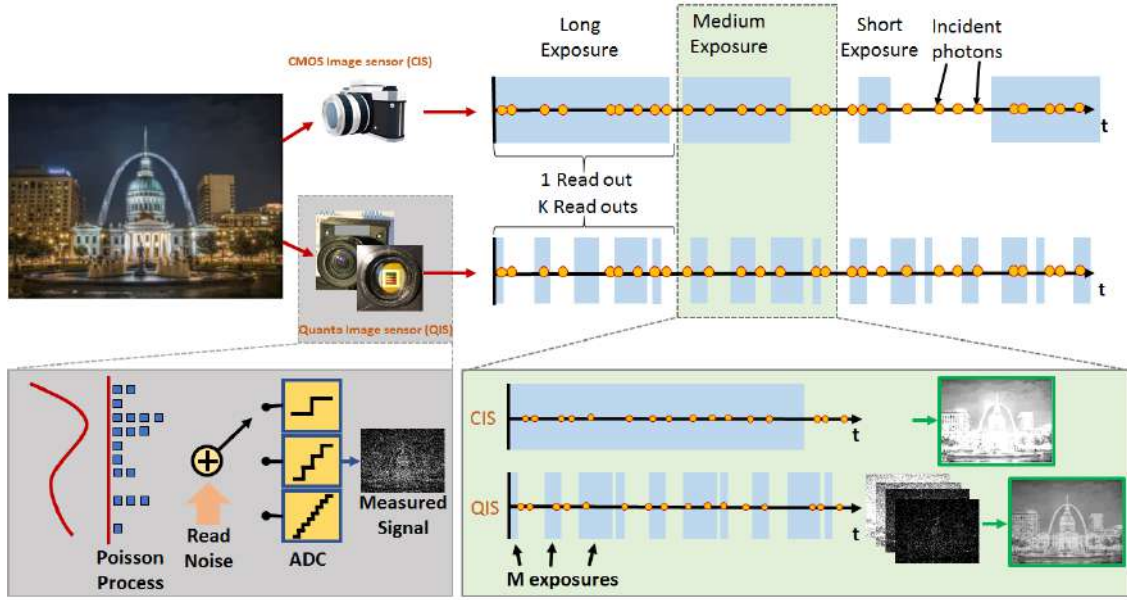 Long
Exposure
Medium
Exposure
Short
Exposure
Incident
photons
CMOS Image sensor (CIS)
t
1 Read out
K Read outs
t
Quanta Image sensor (QIS)
Poisson
Process
Read
Noise
ADC
Measured
Signal
CIS
t
QIS
t
M exposures